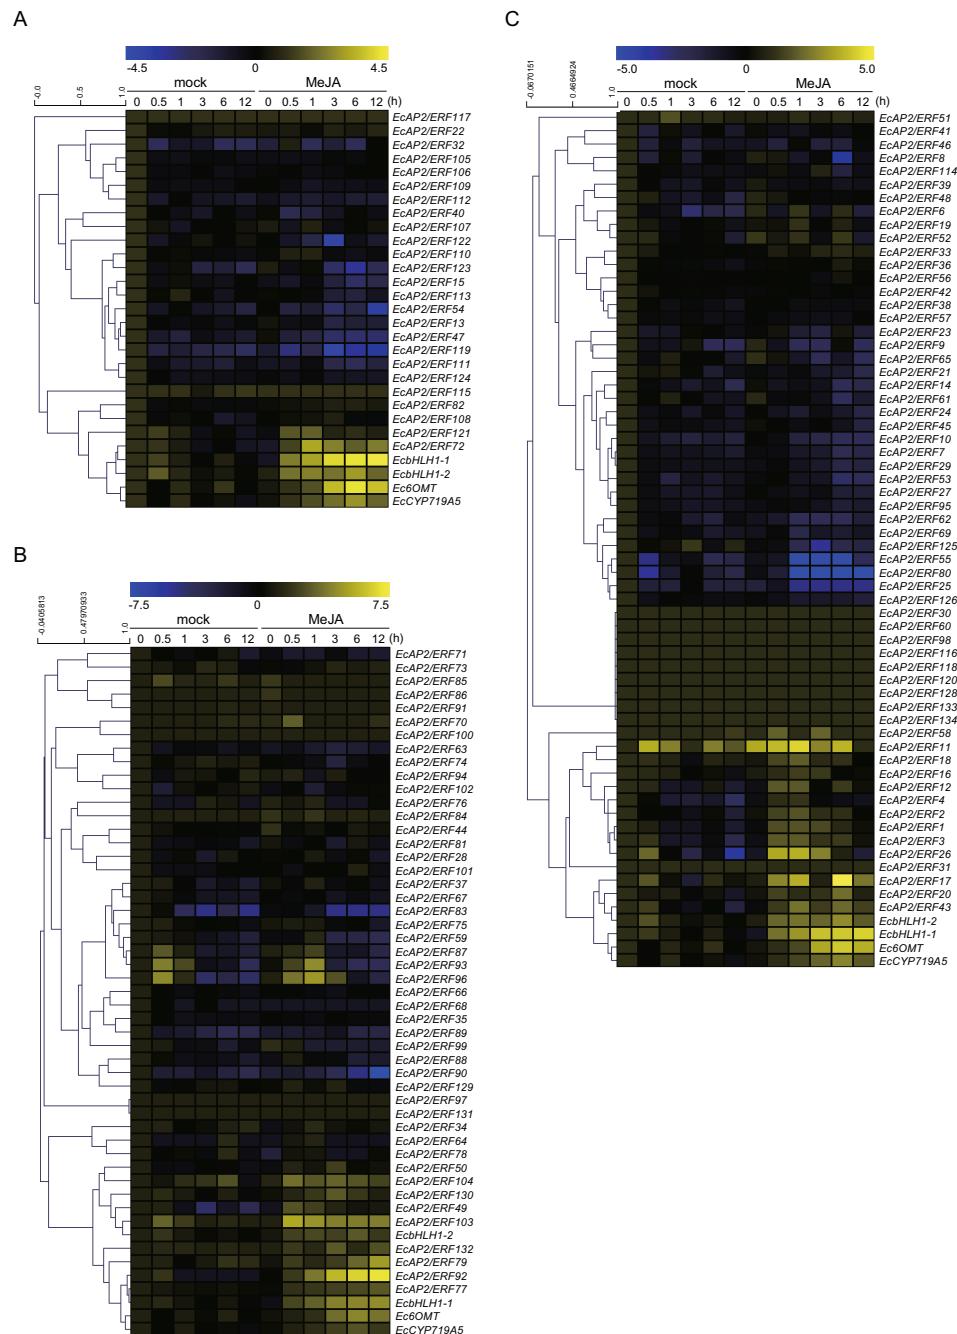 A
-4.5 0 4.5
mock MeJA
-0.0 0.5 1.0
0 0.5 1 3 6 12 0 0.5 1 3 6 12 (h)
EcAP2/ERF117
EcAP2/ERF22
EcAP2/ERF32
EcAP2/ERF105
EcAP2/ERF106
EcAP2/ERF109
EcAP2/ERF112
EcAP2/ERF40
EcAP2/ERF107
EcAP2/ERF122
EcAP2/ERF110
EcAP2/ERF123
EcAP2/ERF15
EcAP2/ERF113
EcAP2/ERF54
EcAP2/ERF13
EcAP2/ERF47
EcAP2/ERF119
EcAP2/ERF111
EcAP2/ERF124
EcAP2/ERF115
EcAP2/ERF82
EcAP2/ERF108
EcAP2/ERF121
EcAP2/ERF72
EcbHLH1-1
EcbHLH1-2
Ec6OMT
EcCYP719A5
B
-7.5 0 7.5
mock MeJA
-0.0405813 0.47970933 1.0
0 0.5 1 3 6 12 0 0.5 1 3 6 12 (h)
EcAP2/ERF71
EcAP2/ERF73
EcAP2/ERF85
EcAP2/ERF86
EcAP2/ERF91
EcAP2/ERF70
EcAP2/ERF100
EcAP2/ERF63
EcAP2/ERF74
EcAP2/ERF94
EcAP2/ERF102
EcAP2/ERF76
EcAP2/ERF84
EcAP2/ERF44
EcAP2/ERF81
EcAP2/ERF28
EcAP2/ERF101
EcAP2/ERF37
EcAP2/ERF67
EcAP2/ERF83
EcAP2/ERF75
EcAP2/ERF59
EcAP2/ERF87
EcAP2/ERF93
EcAP2/ERF96
EcAP2/ERF66
EcAP2/ERF68
EcAP2/ERF35
EcAP2/ERF89
EcAP2/ERF99
EcAP2/ERF88
EcAP2/ERF90
EcAP2/ERF129
EcAP2/ERF97
EcAP2/ERF131
EcAP2/ERF34
EcAP2/ERF64
EcAP2/ERF78
EcAP2/ERF50
EcAP2/ERF104
EcAP2/ERF130
EcAP2/ERF49
EcAP2/ERF103
EcbHLH1-2
EcAP2/ERF132
EcAP2/ERF79
EcAP2/ERF92
EcAP2/ERF77
EcbHLH1-1
Ec6OMT
EcCYP719A5
C
-5.0 0 5.0
mock MeJA
-0.0670151 0.4664924 1.0
0 0.5 1 3 6 12 0 0.5 1 3 6 12 (h)
EcAP2/ERF51
EcAP2/ERF41
EcAP2/ERF46
EcAP2/ERF8
EcAP2/ERF114
EcAP2/ERF39
EcAP2/ERF48
EcAP2/ERF6
EcAP2/ERF19
EcAP2/ERF52
EcAP2/ERF33
EcAP2/ERF36
EcAP2/ERF56
EcAP2/ERF42
EcAP2/ERF38
EcAP2/ERF57
EcAP2/ERF23
EcAP2/ERF9
EcAP2/ERF65
EcAP2/ERF21
EcAP2/ERF14
EcAP2/ERF61
EcAP2/ERF24
EcAP2/ERF45
EcAP2/ERF10
EcAP2/ERF7
EcAP2/ERF29
EcAP2/ERF53
EcAP2/ERF27
EcAP2/ERF95
EcAP2/ERF62
EcAP2/ERF69
EcAP2/ERF125
EcAP2/ERF55
EcAP2/ERF80
EcAP2/ERF25
EcAP2/ERF126
EcAP2/ERF30
EcAP2/ERF60
EcAP2/ERF98
EcAP2/ERF116
EcAP2/ERF118
EcAP2/ERF120
EcAP2/ERF128
EcAP2/ERF133
EcAP2/ERF134
EcAP2/ERF58
EcAP2/ERF11
EcAP2/ERF18
EcAP2/ERF16
EcAP2/ERF12
EcAP2/ERF4
EcAP2/ERF2
EcAP2/ERF1
EcAP2/ERF3
EcAP2/ERF26
EcAP2/ERF31
EcAP2/ERF17
EcAP2/ERF20
EcAP2/ERF43
EcbHLH1-2
EcbHLH1-1
Ec6OMT
EcCYP719A5